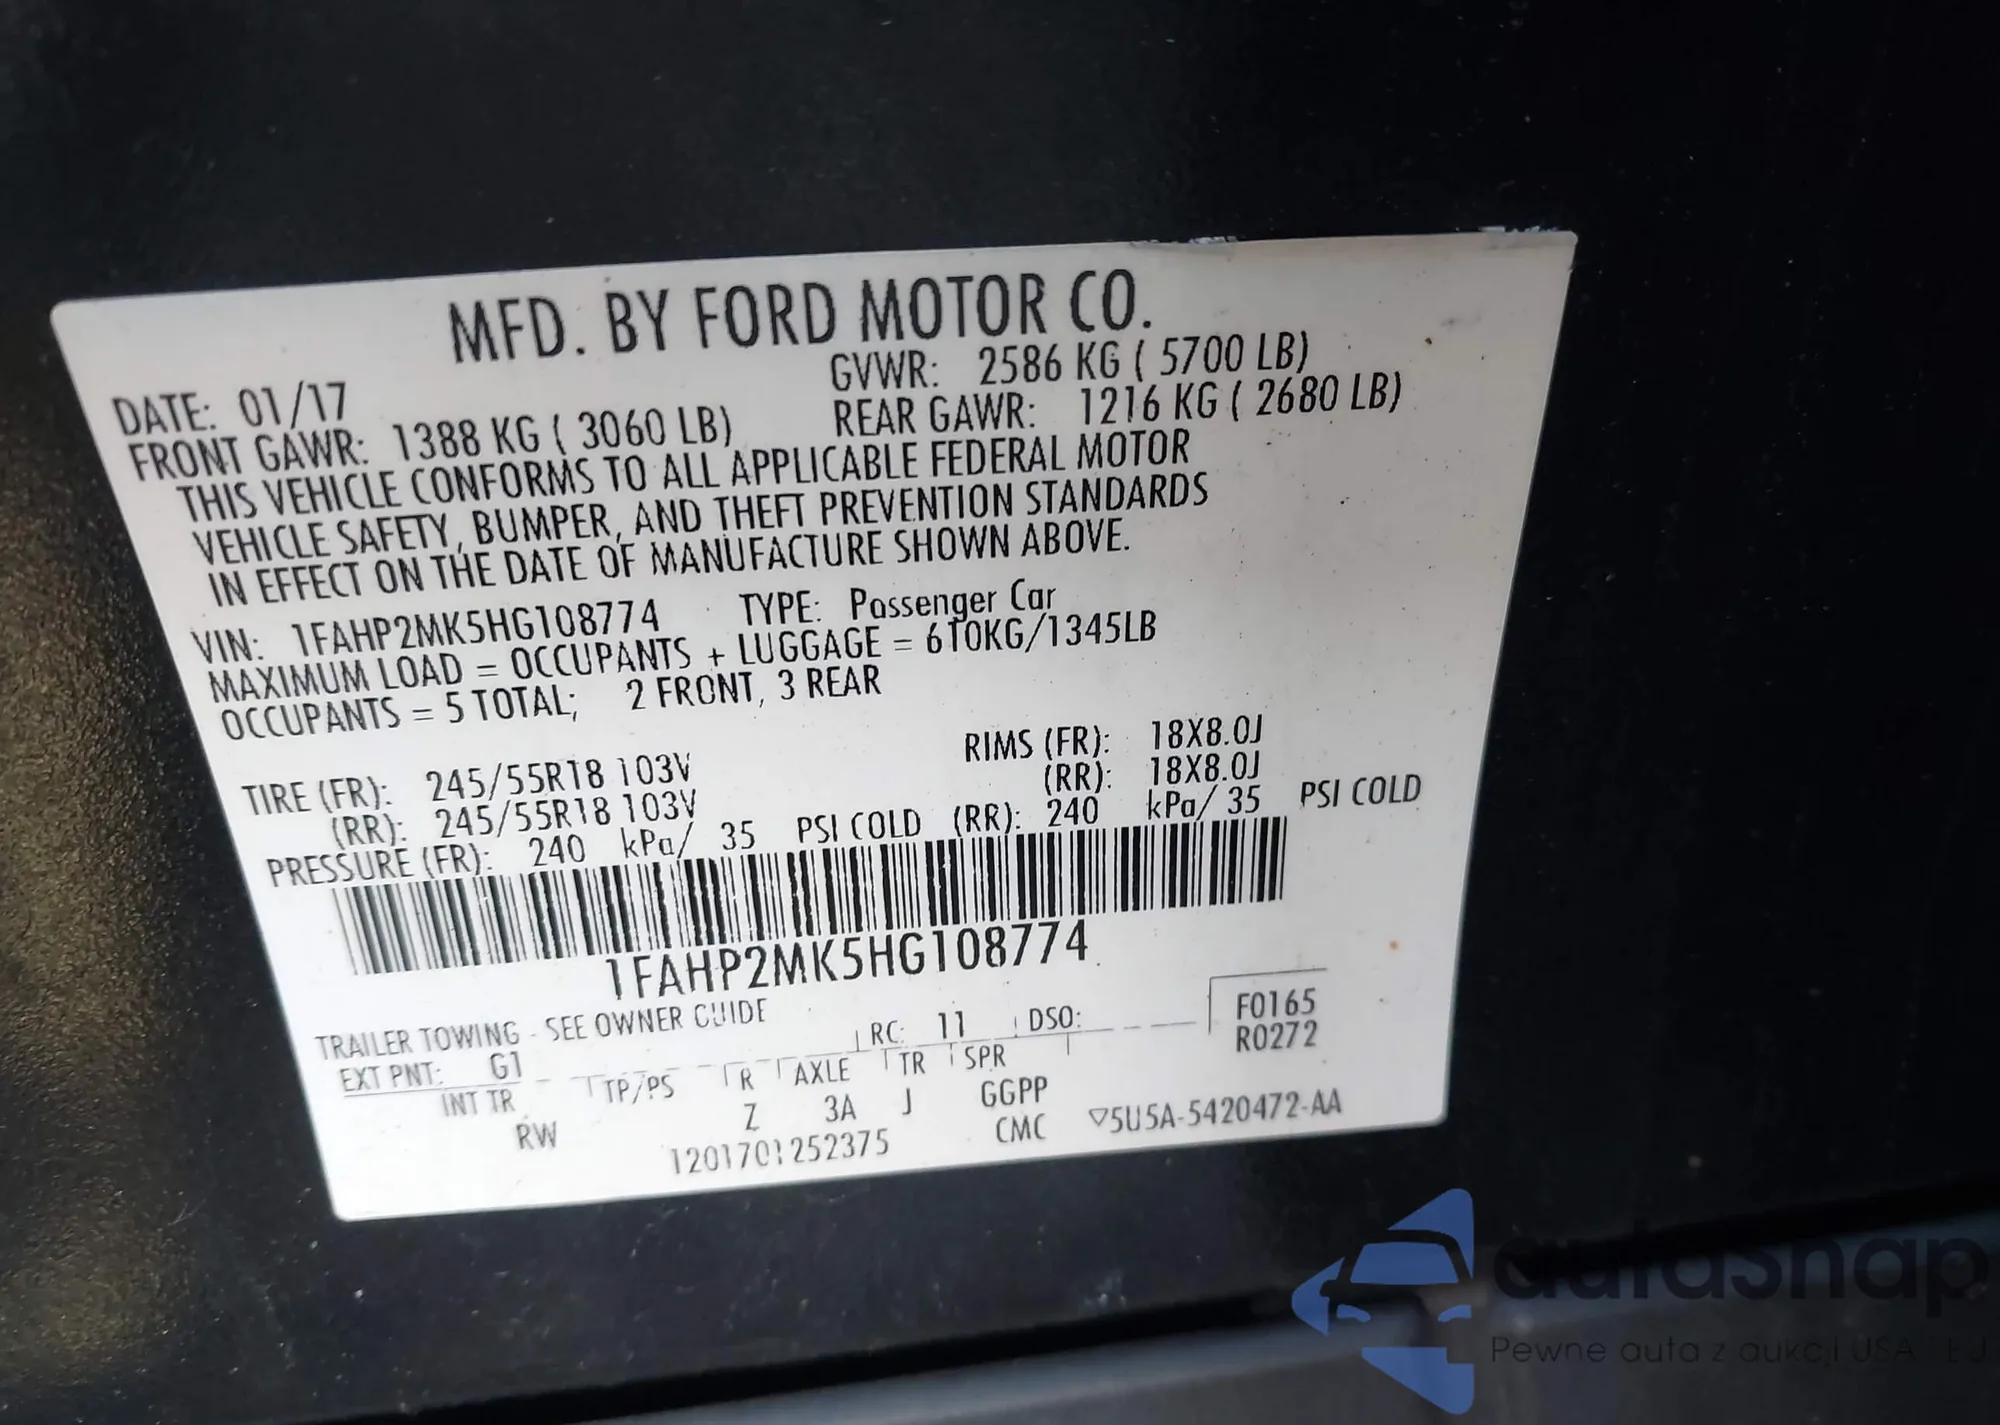 MFD. BY FORD MOTOR CO.
DATE: 01/17 GVWR: 2586 KG ( 5700 LB)
FRONT GAWR: 1388 KG ( 3060 LB) REAR GAWR: 1216 KG ( 2680 LB)
THIS VEHICLE CONFORMS TO ALL APPLICABLE FEDERAL MOTOR
VEHICLE SAFETY, BUMPER, AND THEFT PREVENTION STANDARDS
IN EFFECT ON THE DATE OF MANUFACTURE SHOWN ABOVE.
VIN: 1FAHP2MK5HG108774 TYPE: Passenger Car
MAXIMUM LOAD = OCCUPANTS + LUGGAGE = 610KG/1345LB
OCCUPANTS = 5 TOTAL; 2 FRONT, 3 REAR
TIRE (FR): 245/55R18 103V RIMS (FR): 18X8.0J
(RR): 245/55R18 103V (RR): 18X8.0J
PRESSURE (FR): 240 kPa/ 35 PSI COLD (RR): 240 kPa/ 35 PSI COLD
1FAHP2MK5HG108774
TRAILER TOWING - SEE OWNER GUIDE
EXT PNT: G1 RC: 11 DSO: F0165
R0272
INT TR TP/PS R AXLE TR SPR
RW Z 3A J GGPP
1201701252375 CMC ▽5U5A-5420472-AA
autasnap
Pewne auta z aukcji USA